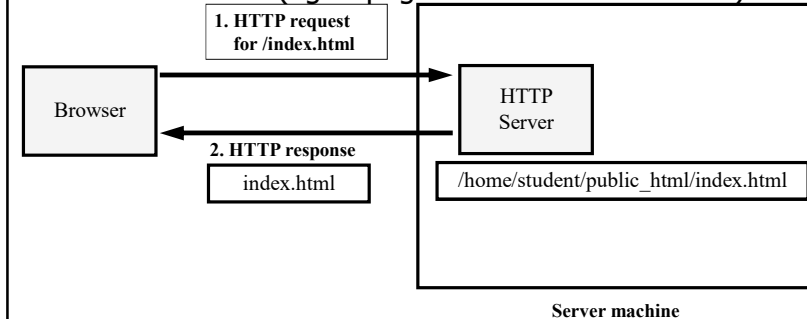 1. HTTP request
for /index.html
Browser
HTTP
Server
2. HTTP response
index.html
/home/student/public_html/index.html
Server machine